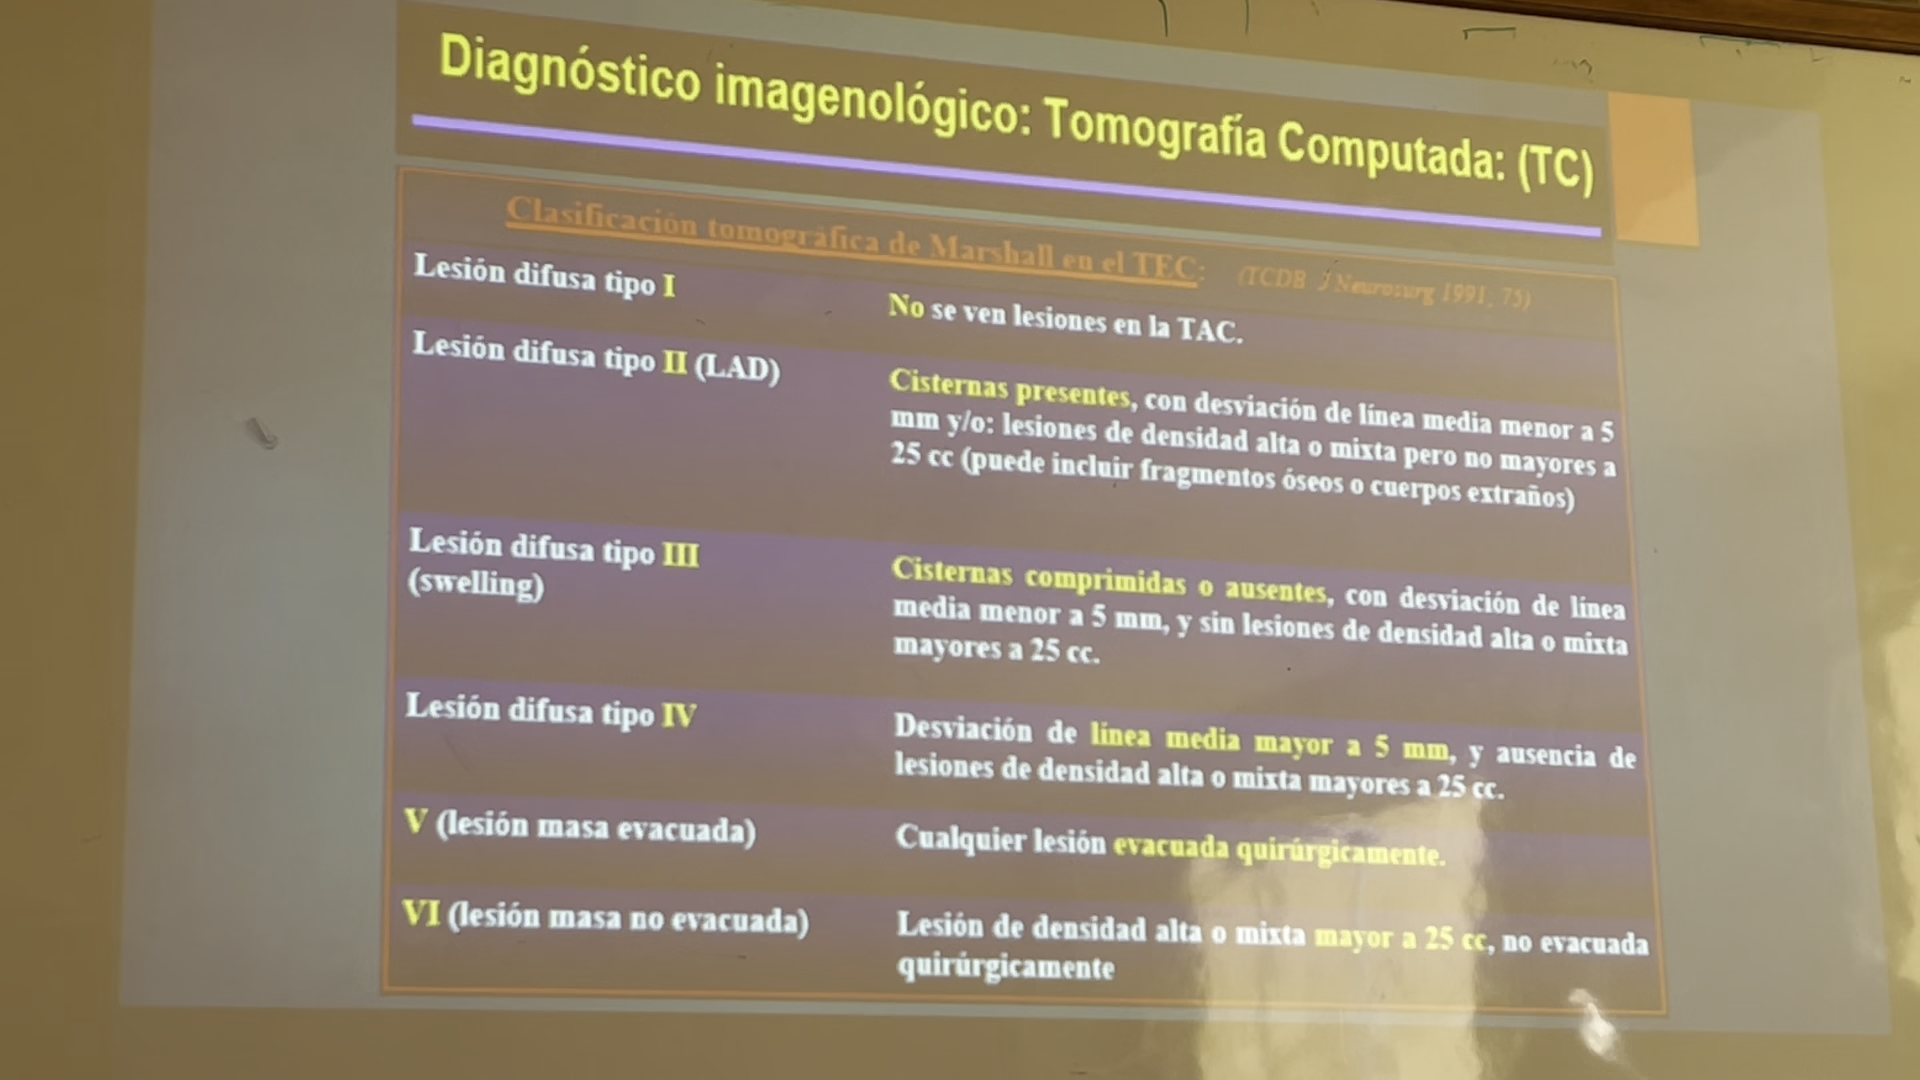 Diagnóstico imagenológico: Tomografía Computada: (TC)
Clasificación tomográfica de Marshall en el TEC: (TCDB J Neurosurg 1991; 75)
Lesión difusa tipo I
No se ven lesiones en la TAC.
Lesión difusa tipo II (LAD)
Cisternas presentes, con desviación de línea media menor a 5
mm y/o: lesiones de densidad alta o mixta pero no mayores a
25 cc (puede incluir fragmentos óseos o cuerpos extraños)
Lesión difusa tipo III
(swelling)
Cisternas comprimidas o ausentes, con desviación de línea
media menor a 5 mm, y sin lesiones de densidad alta o mixta
mayores a 25 cc.
Lesión difusa tipo IV
Desviación de línea media mayor a 5 mm, y ausencia de
lesiones de densidad alta o mixta mayores a 25 cc.
V (lesión masa evacuada)
Cualquier lesión evacuada quirúrgicamente.
VI (lesión masa no evacuada)
Lesión de densidad alta o mixta mayor a 25 cc, no evacuada
quirúrgicamente